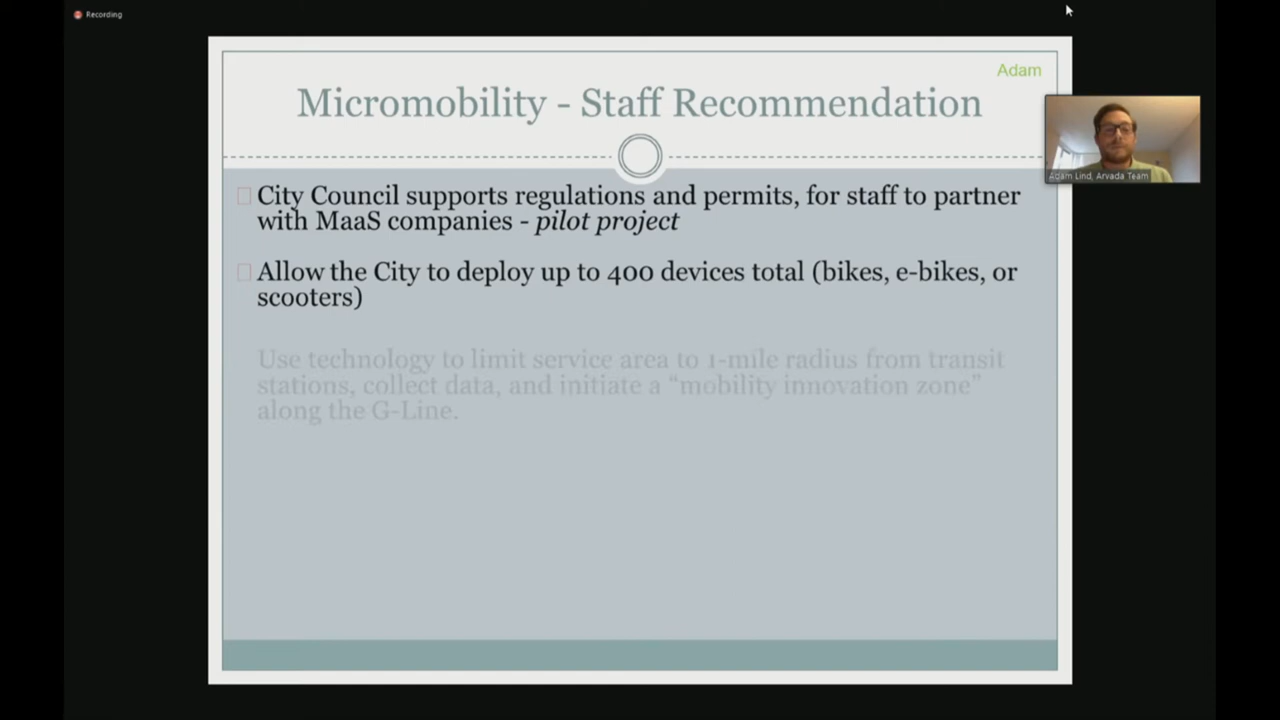 Recording
Adam
Micromobility - Staff Recommendation
Adam Lind, Arvada Team
City Council supports regulations and permits, for staff to partner
with MaaS companies - pilot project
Allow the City to deploy up to 400 devices total (bikes, e-bikes, or
scooters)
Use technology to limit service area to 1-mile radius from transit
stations, collect data, and initiate a “mobility innovation zone”
along the G-Line.